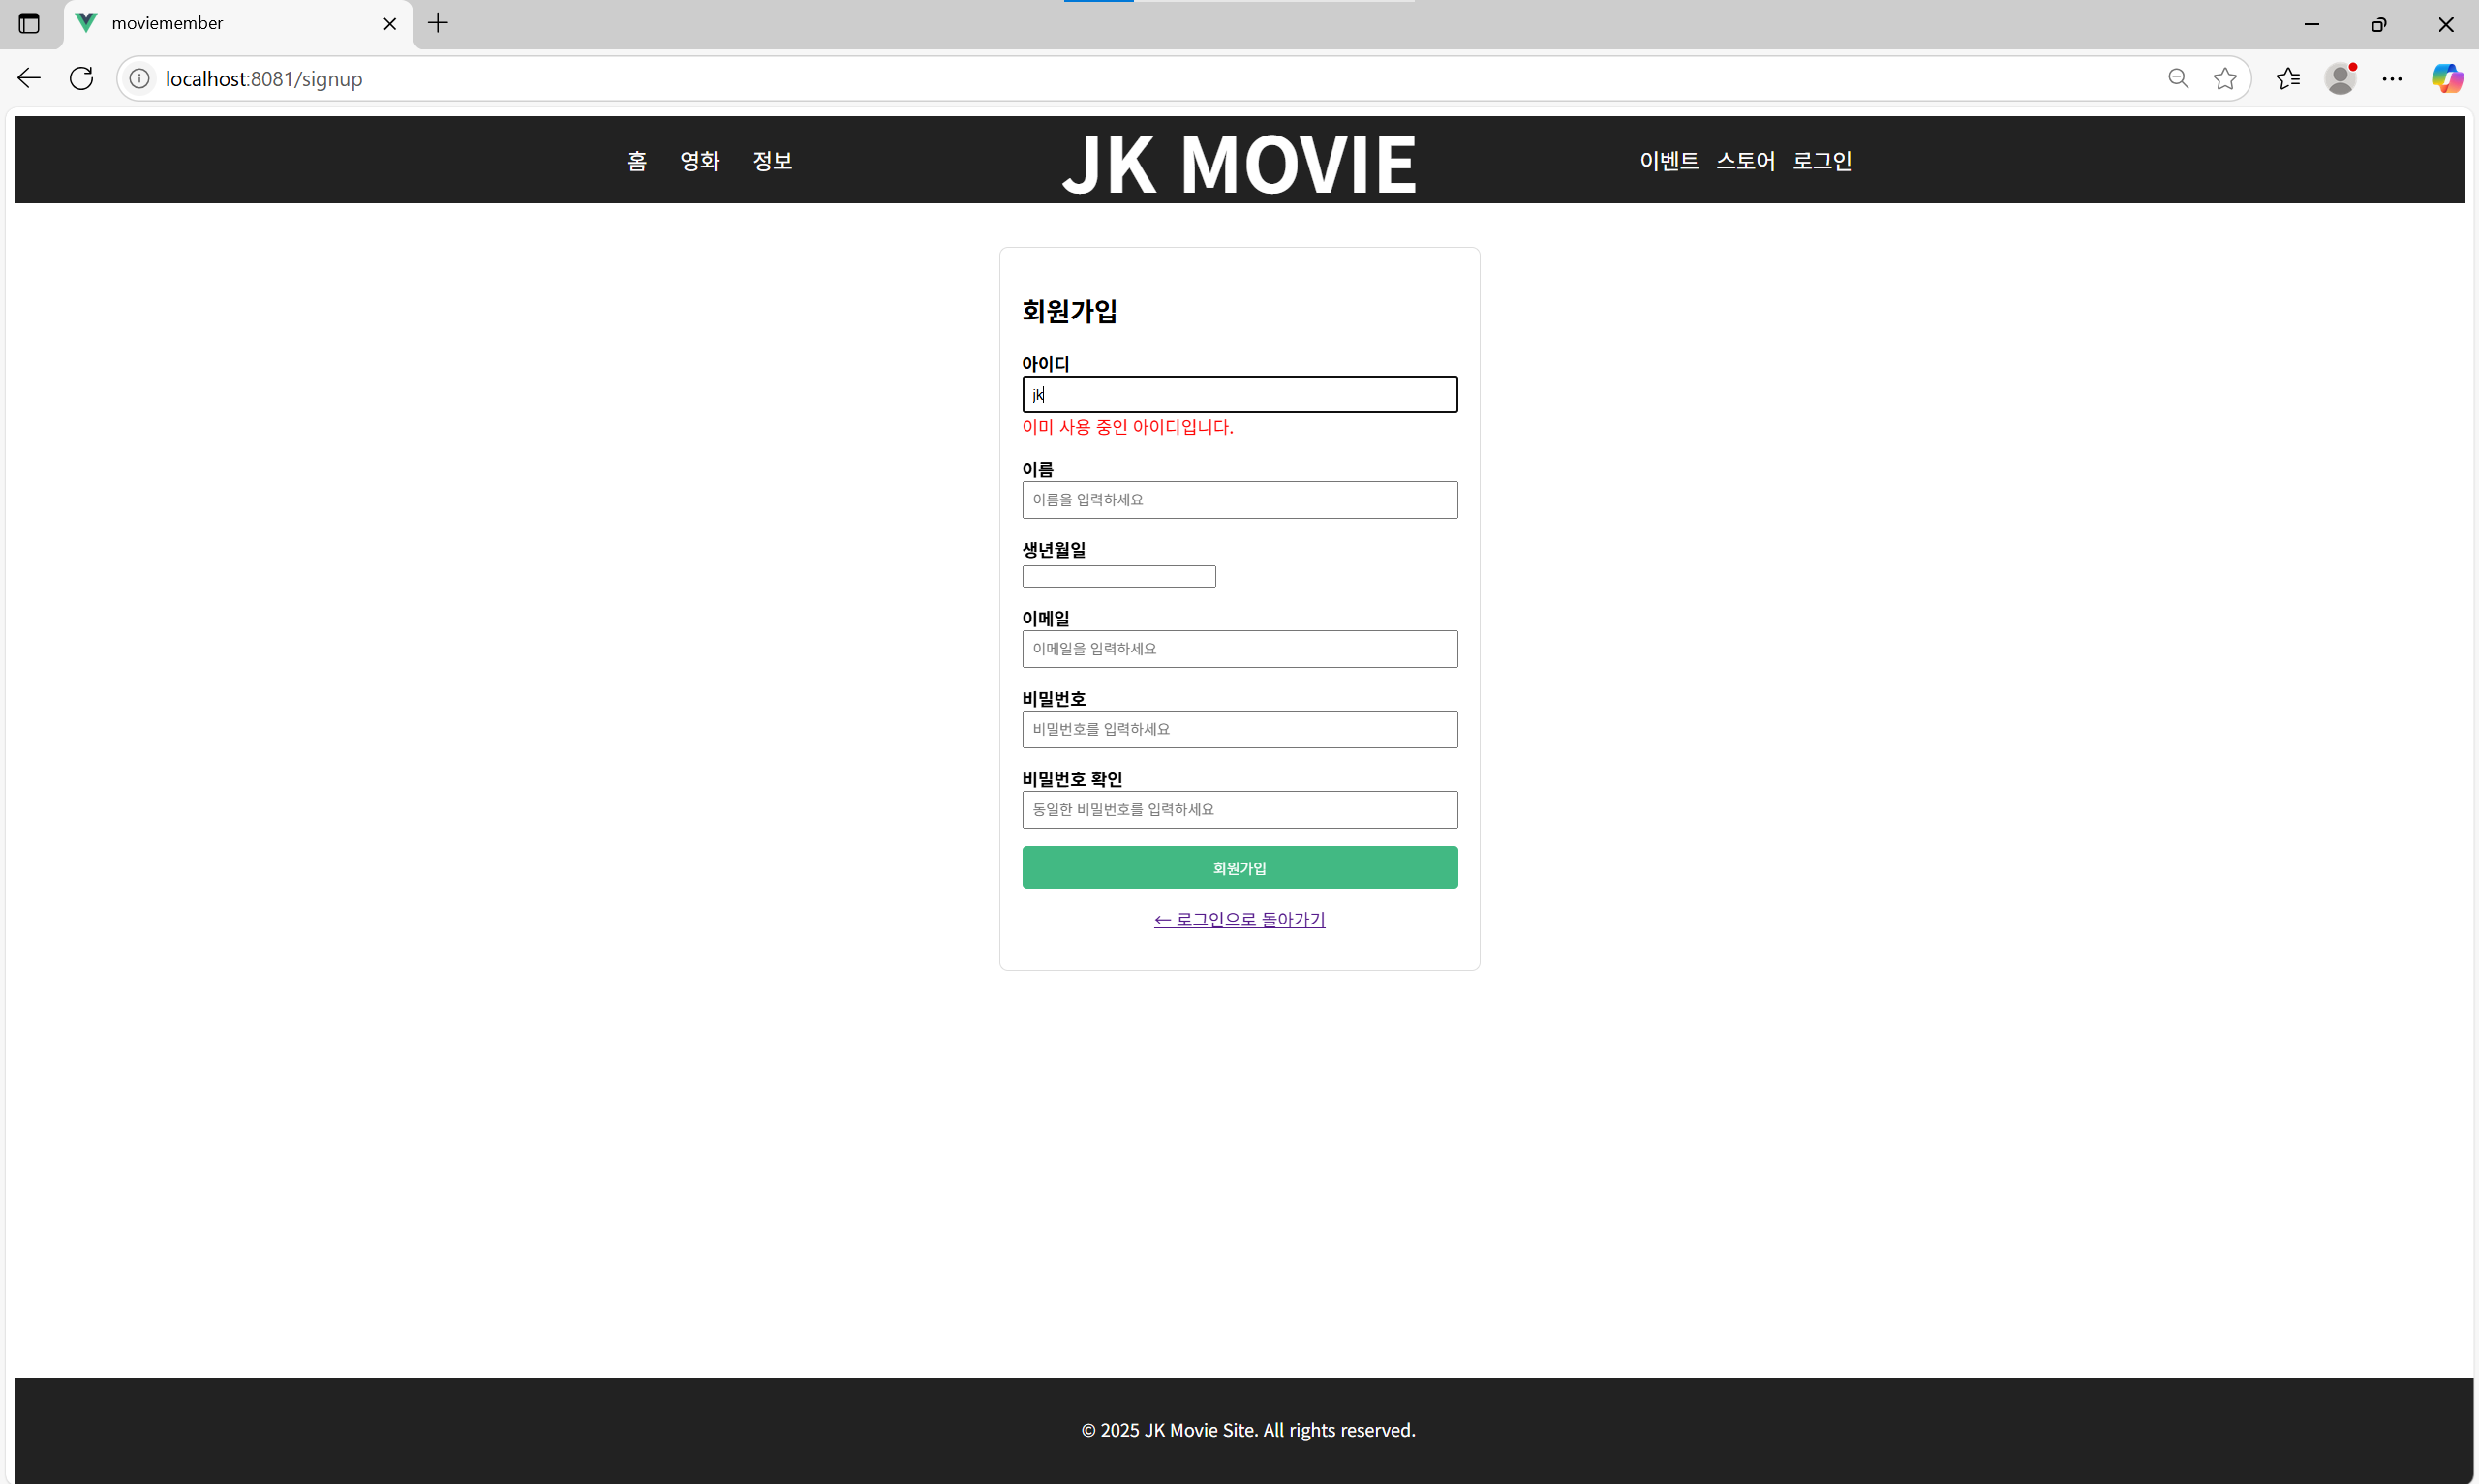 moviemember
localhost:8081/signup
홈 영화 정보 JK MOVIE 이벤트 스토어 로그인
회원가입
아이디
jk
이미 사용 중인 아이디입니다.
이름
이름을 입력하세요
생년월일
이메일
이메일을 입력하세요
비밀번호
비밀번호를 입력하세요
비밀번호 확인
동일한 비밀번호를 입력하세요
회원가입
← 로그인으로 돌아가기
© 2025 JK Movie Site. All rights reserved.